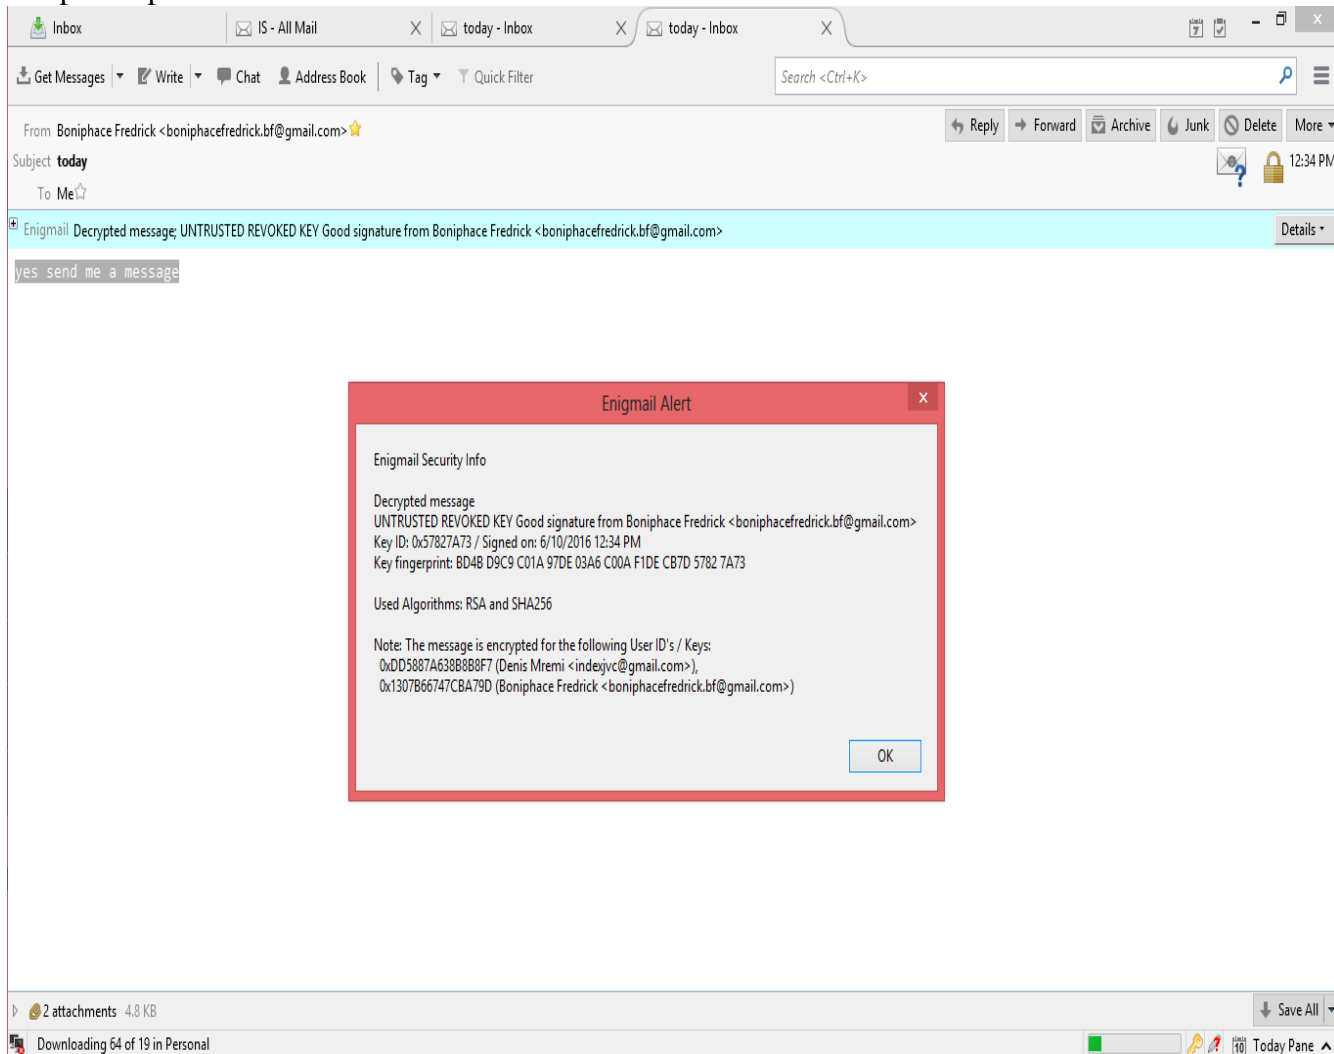 Inbox
IS - All Mail
today - Inbox
today - Inbox
Get Messages
Write
Chat
Address Book
Tag
Quick Filter
Search <Ctrl+K>
From Boniphace Fredrick <boniphacefredrick.bf@gmail.com>
Reply
Forward
Archive
Junk
Delete
More
Subject today
12:34 PM
To Me
Enigmail Decrypted message; UNTRUSTED REVOKED KEY Good signature from Boniphace Fredrick <boniphacefredrick.bf@gmail.com>
Details
yes send me a message
Enigmail Alert
Enigmail Security Info
Decrypted message
UNTRUSTED REVOKED KEY Good signature from Boniphace Fredrick <boniphacefredrick.bf@gmail.com>
Key ID: 0x57827A73 / Signed on: 6/10/2016 12:34 PM
Key fingerprint: BD4B D9C9 C01A 97DE 03A6 C00A F1DE CB7D 5782 7A73
Used Algorithms: RSA and SHA256
Note: The message is encrypted for the following User ID's / Keys:
0xDD5887A638B8B8F7 (Denis Mremi <indexjvc@gmail.com>),
0x1307B66747CBA79D (Boniphace Fredrick <boniphacefredrick.bf@gmail.com>)
OK
2 attachments 4.8 KB
Save All
Downloading 64 of 19 in Personal
Today Pane